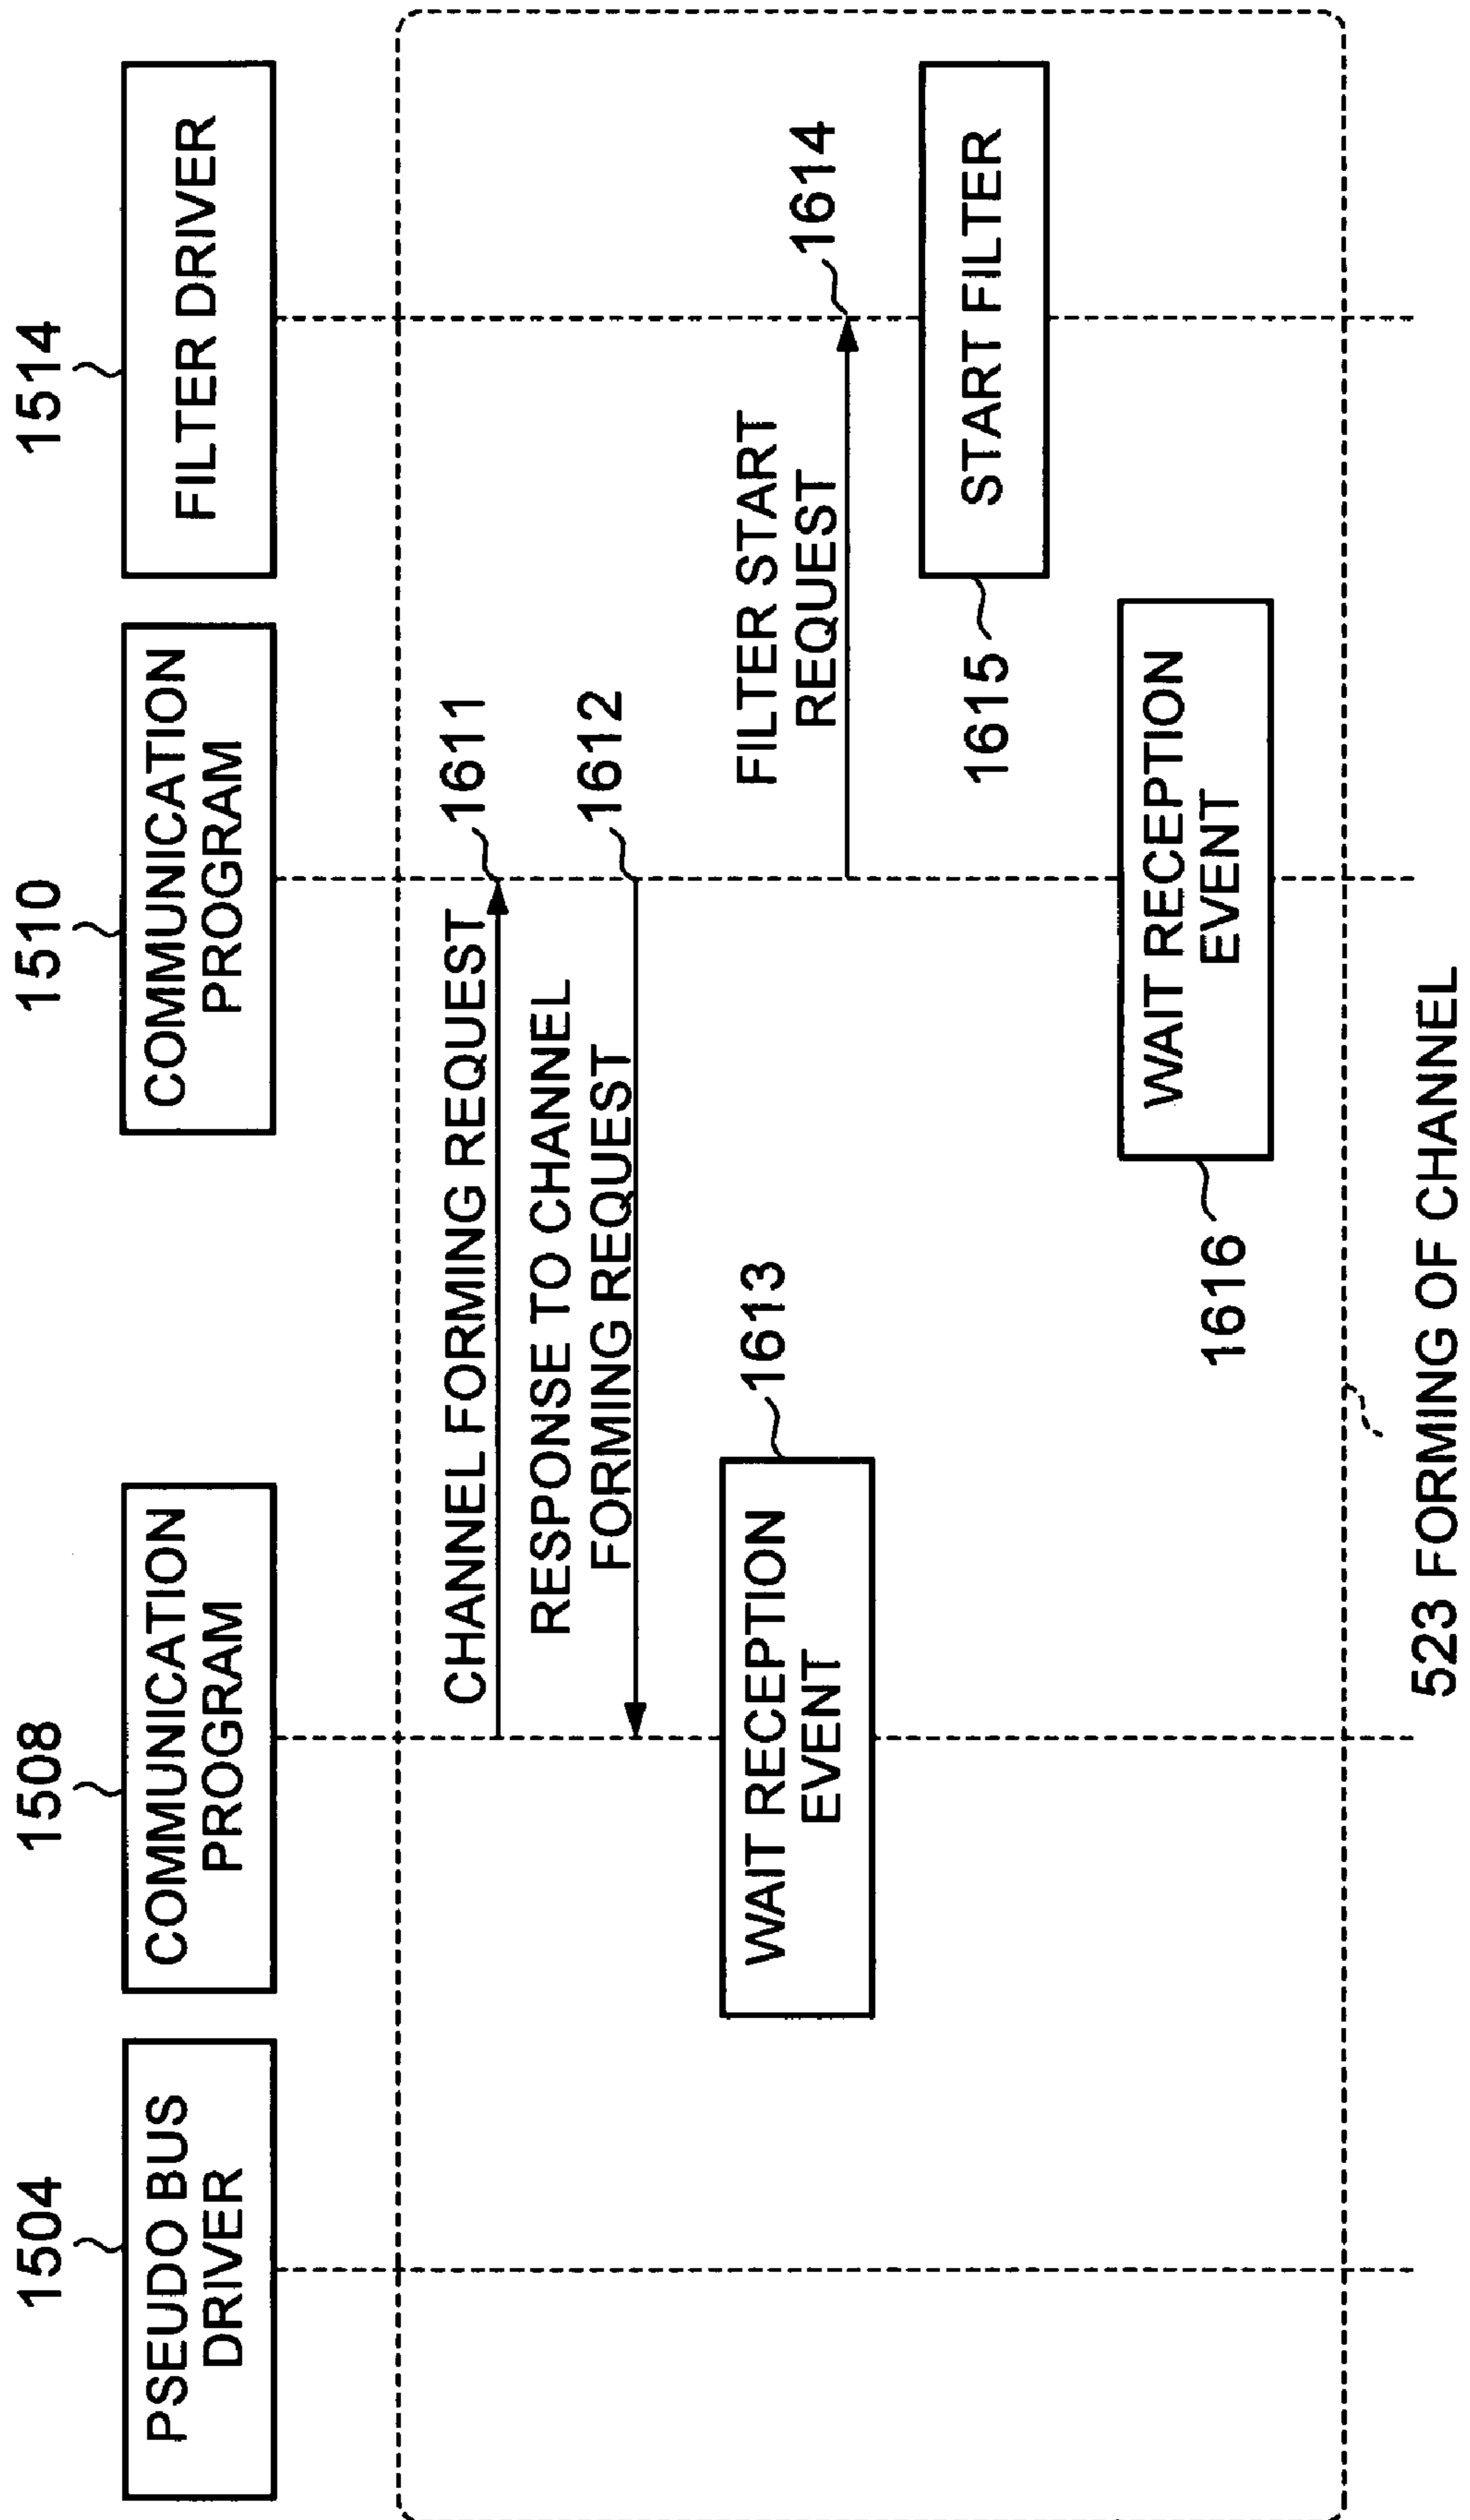 1504
1508
1510
1514
PSEUDO BUS
DRIVER
COMMUNICATION
PROGRAM
COMMUNICATION
PROGRAM
FILTER DRIVER
CHANNEL FORMING REQUEST
1611
RESPONSE TO CHANNEL
FORMING REQUEST
1612
WAIT RECEPTION
EVENT
1613
FILTER START
REQUEST
1614
START FILTER
1615
WAIT RECEPTION
EVENT
1616
523 FORMING OF CHANNEL